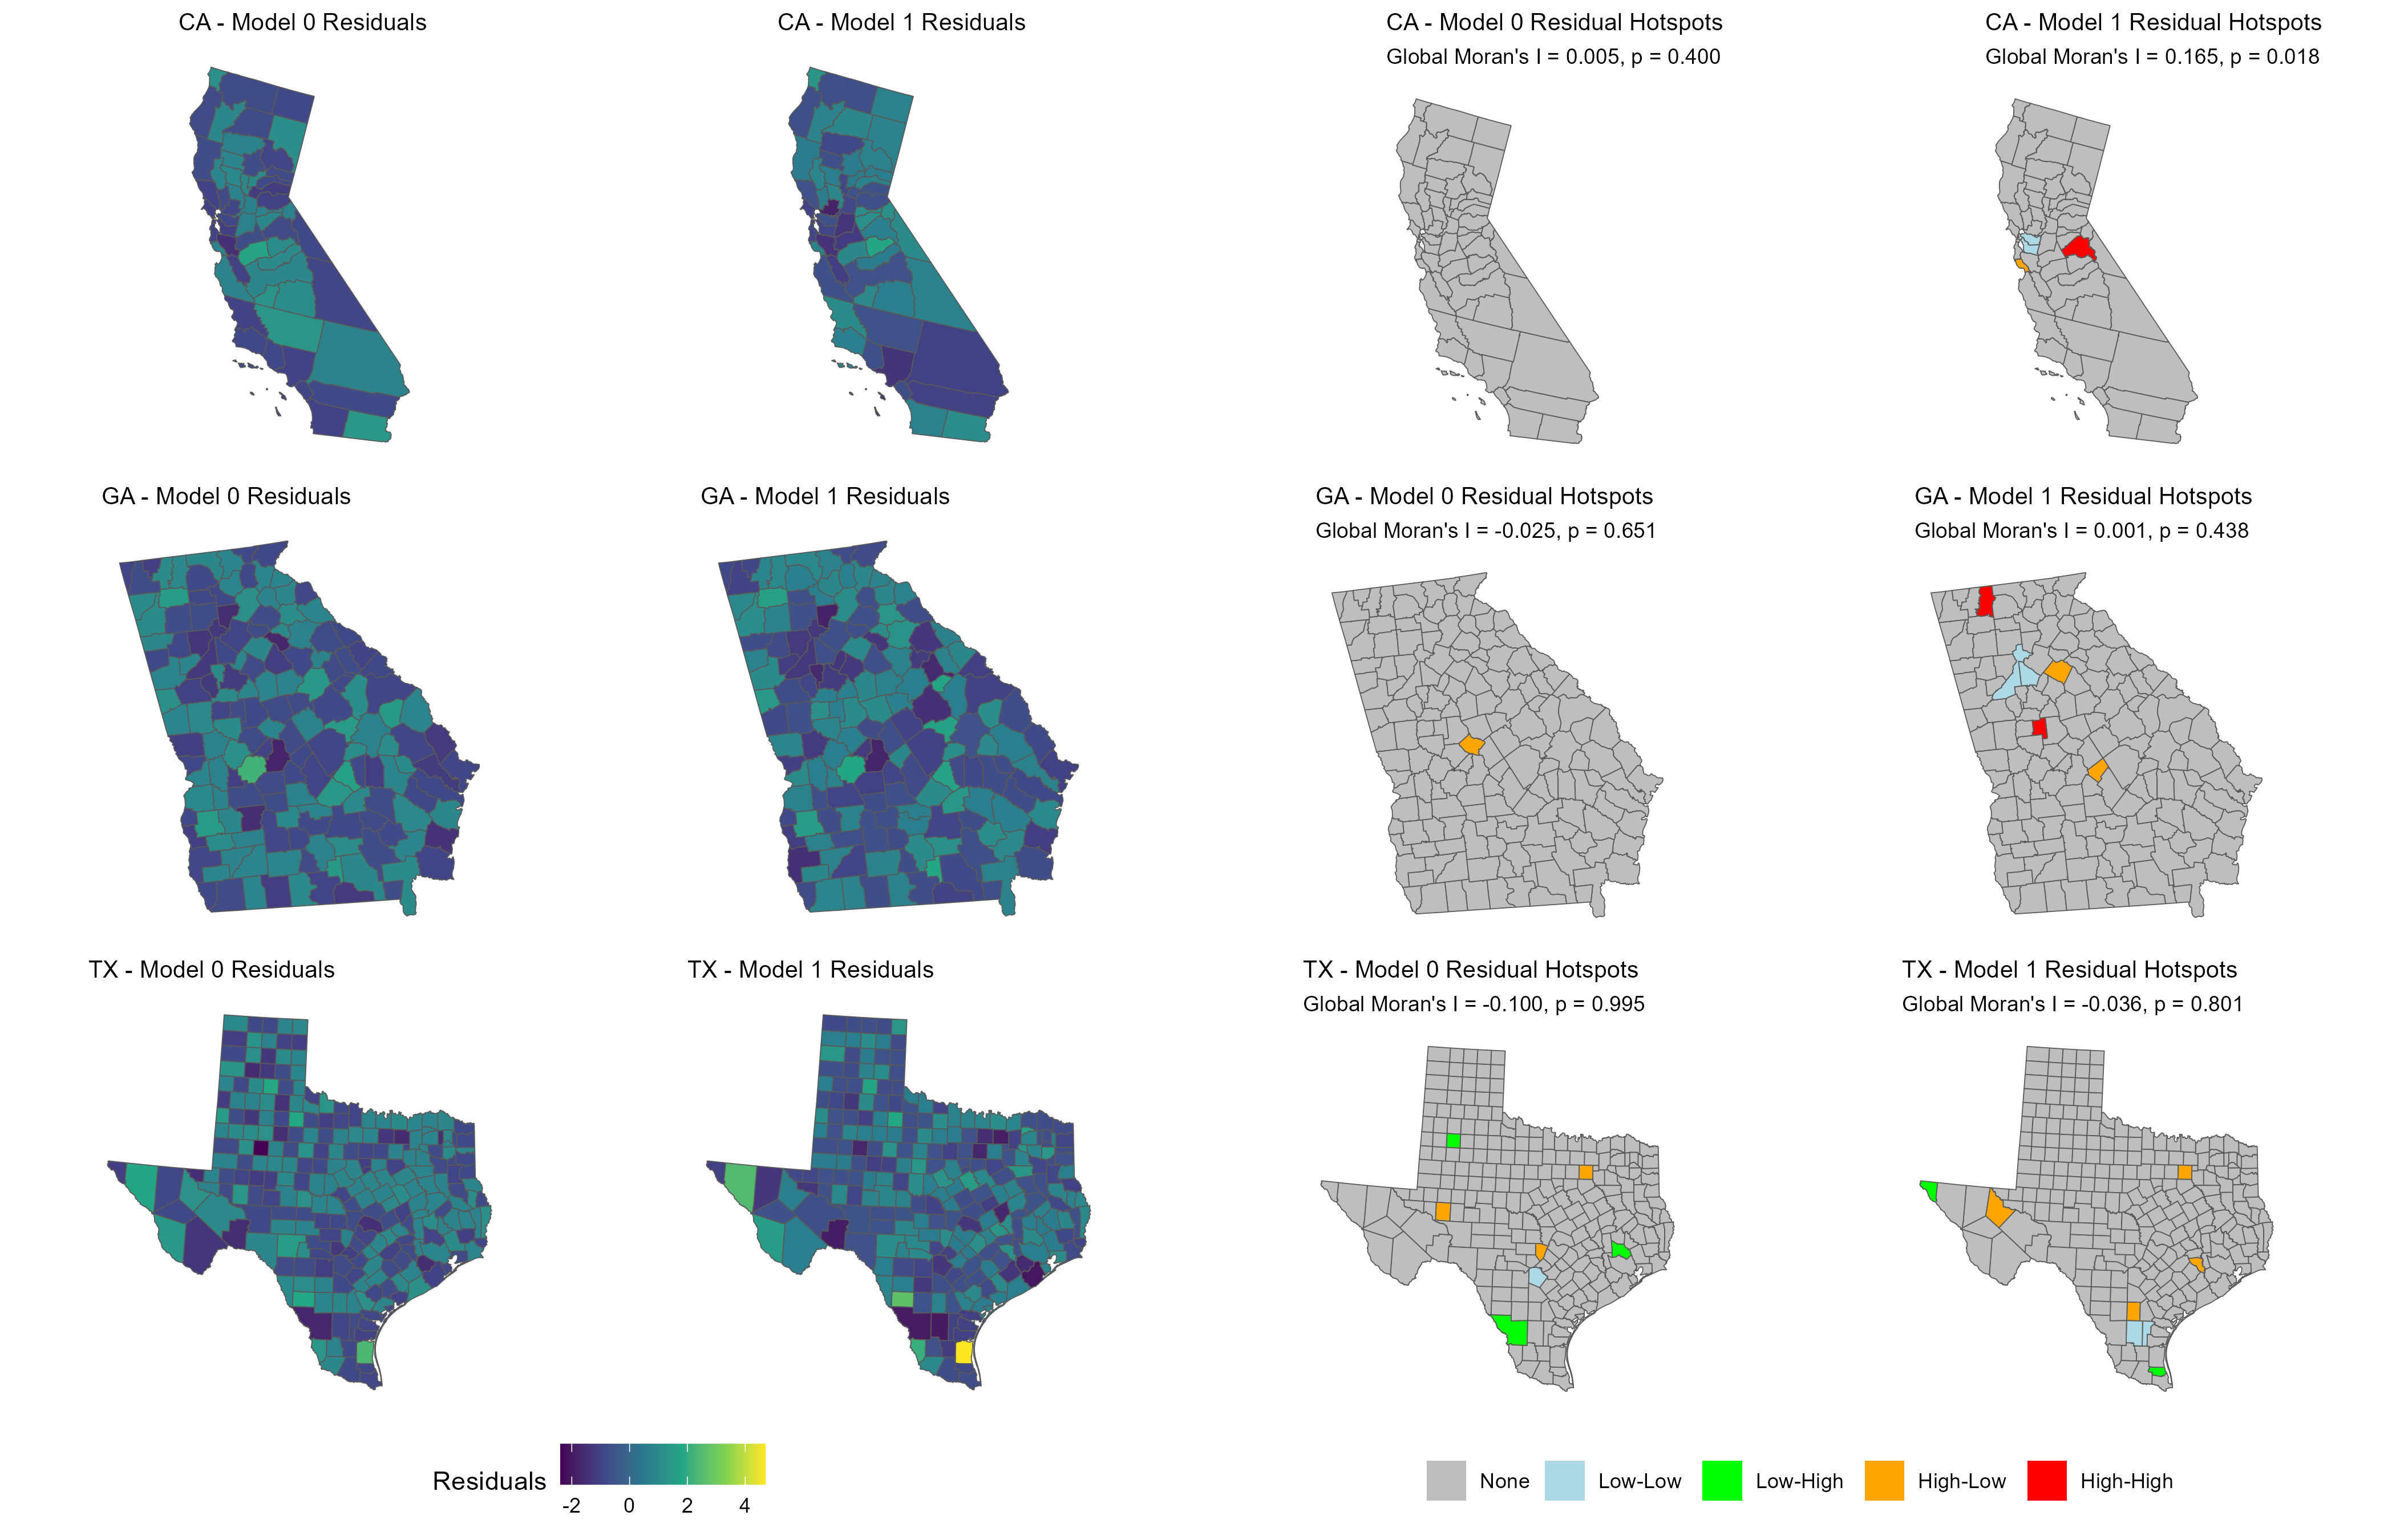 CA - Model 0 Residuals
CA - Model 1 Residuals
CA - Model 0 Residual Hotspots
Global Moran's I = 0.005, p = 0.400
CA - Model 1 Residual Hotspots
Global Moran's I = 0.165, p = 0.018
GA - Model 0 Residuals
GA - Model 1 Residuals
GA - Model 0 Residual Hotspots
Global Moran's I = -0.025, p = 0.651
GA - Model 1 Residual Hotspots
Global Moran's I = 0.001, p = 0.438
TX - Model 0 Residuals
TX - Model 1 Residuals
TX - Model 0 Residual Hotspots
Global Moran's I = -0.100, p = 0.995
TX - Model 1 Residual Hotspots
Global Moran's I = -0.036, p = 0.801
Residuals
-2 0 2 4
None Low-Low Low-High High-Low High-High